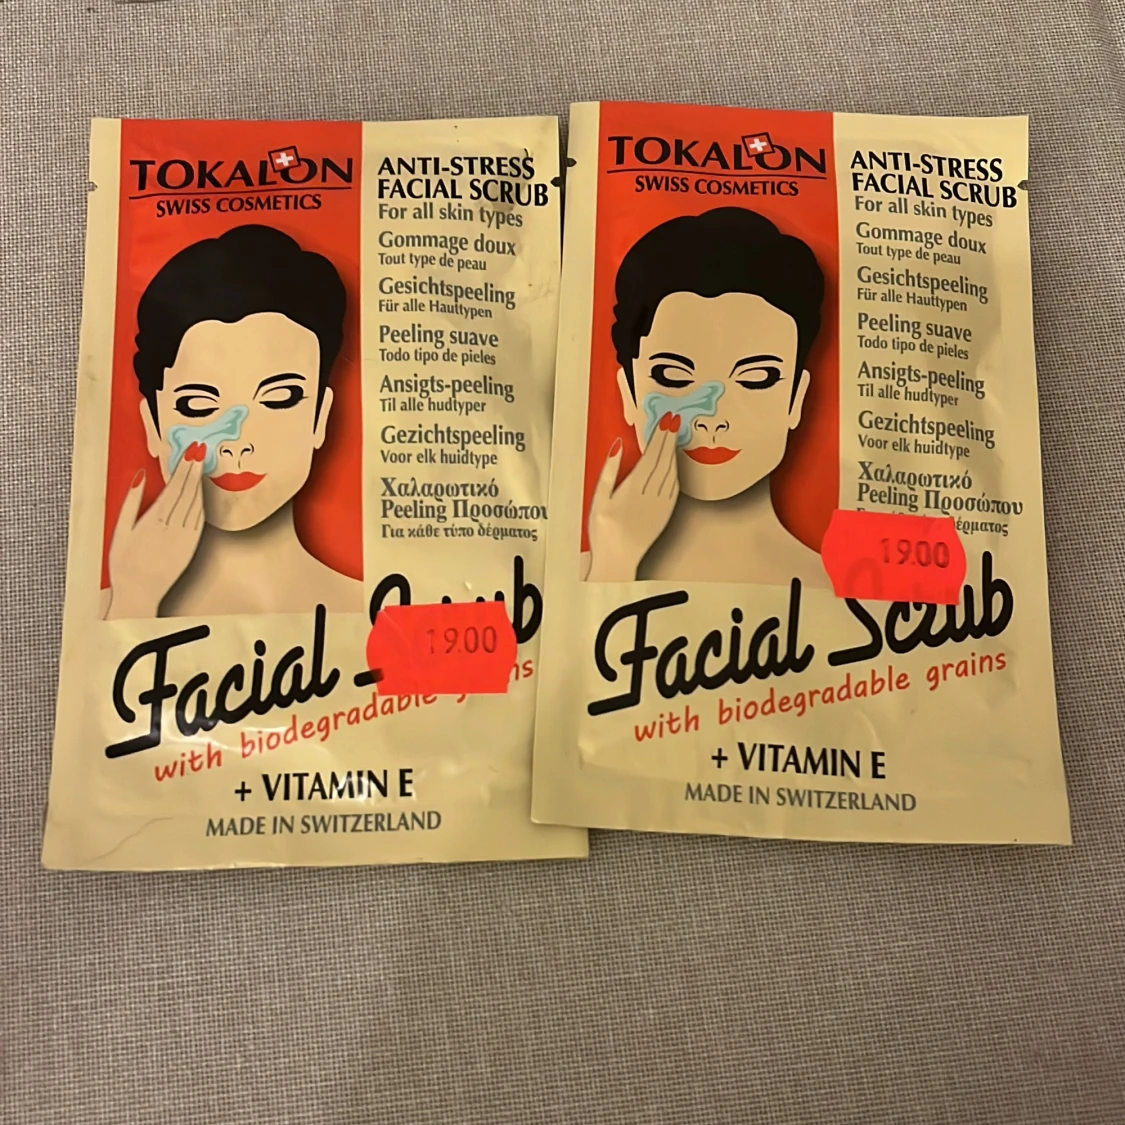 TOKALON
SWISS COSMETICS
ANTI-STRESS
FACIAL SCRUB
For all skin types
Gommage doux
Tout type de peau
Gesichtspeeling
Für alle Hauttypen
Peeling suave
Todo tipo de pieles
Ansigts-peeling
Til alle hudtyper
Gezichtspeeling
Voor elk huidtype
Χαλαρωτικό
Peeling Προσώπου
Για κάθε τύπο δέρματος
19.00
Facial
with biodegradable
+ VITAMIN E
MADE IN SWITZERLAND
TOKALON
SWISS COSMETICS
ANTI-STRESS
FACIAL SCRUB
For all skin types
Gommage doux
Tout type de peau
Gesichtspeeling
Für alle Hauttypen
Peeling suave
Todo tipo de pieles
Ansigts-peeling
Til alle hudtyper
Gezichtspeeling
Voor elk huidtype
Χαλαρωτικό
Peeling Προσώπου
δέρματος
19.00
Facial Scrub
with biodegradable grains
+ VITAMIN E
MADE IN SWITZERLAND